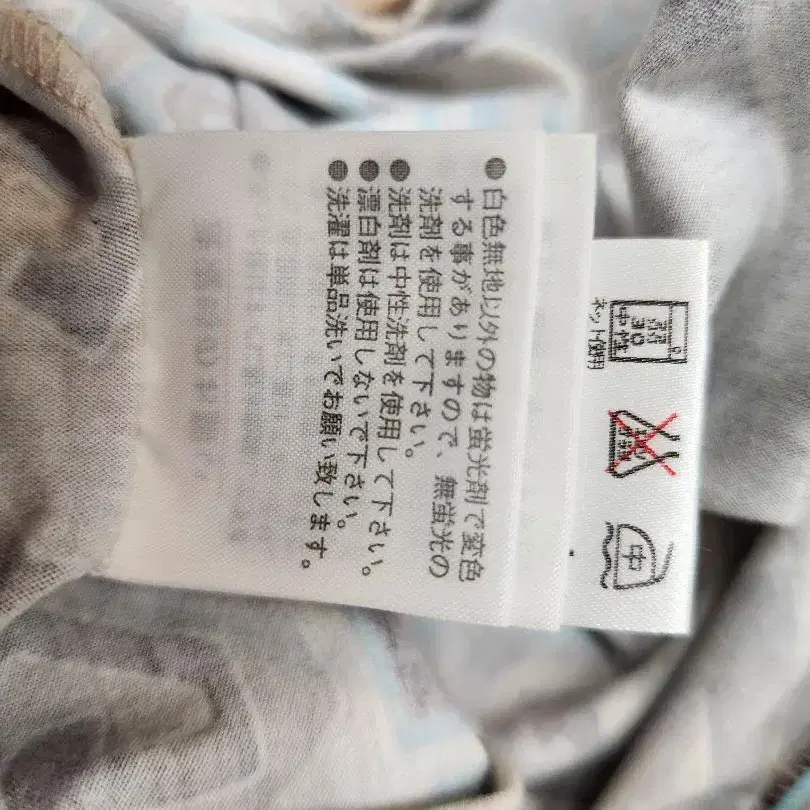 ●白色無地以外の物は蛍光剤で変色
する事がありますので、無蛍光の
洗剤を使用して下さい。
●洗剤は中性洗剤を使用して下さい。
●漂白剤は使用しないで下さい。
●洗濯は単品洗いでお願い致します。
30
中性
ネット使用
中